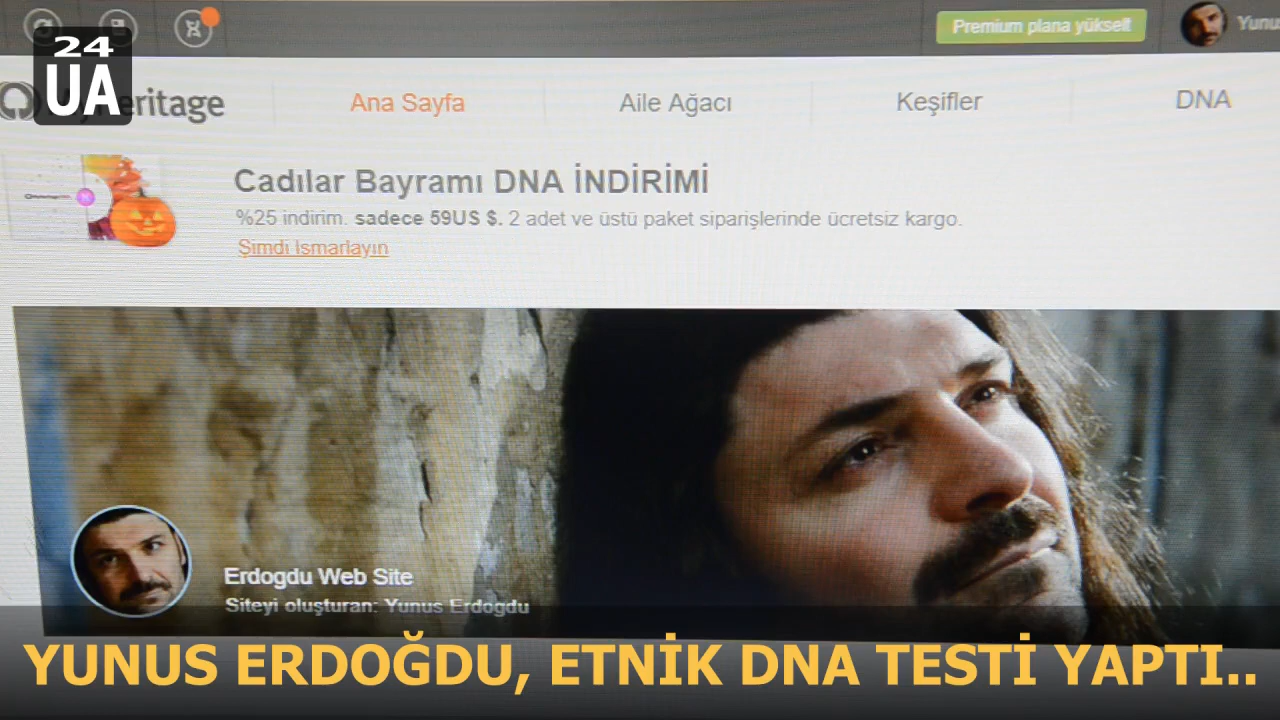 24
UA
eritage
Ana Sayfa
Aile Ağacı
Keşifler
DNA
Premium plana yükselt
Yunu
Cadılar Bayramı DNA İNDİRİMİ
%25 indirim. sadece 59US $. 2 adet ve üstü paket siparişlerinde ücretsiz kargo.
Şimdi Ismarlayın
Erdogdu Web Site
Siteyi oluşturan: Yunus Erdogdu
YUNUS ERDOĞDU, ETNİK DNA TESTİ YAPTI..